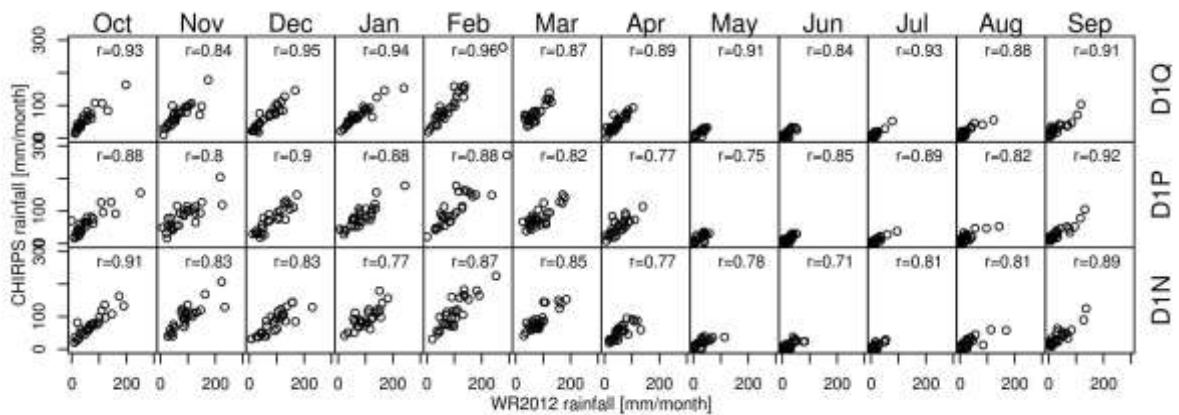 Oct Nov Dec Jan Feb Mar Apr May Jun Jul Aug Sep
r=0.93 r=0.84 r=0.95 r=0.94 r=0.96 r=0.87 r=0.89 r=0.91 r=0.84 r=0.93 r=0.88 r=0.91
D1Q
r=0.88 r=0.8 r=0.9 r=0.88 r=0.88 r=0.82 r=0.77 r=0.75 r=0.85 r=0.89 r=0.82 r=0.92
D1P
r=0.91 r=0.83 r=0.83 r=0.77 r=0.87 r=0.85 r=0.77 r=0.78 r=0.71 r=0.81 r=0.81 r=0.89
D1N
CHIRPS rainfall [mm/month]
300
100
0
300
100
0
300
100
0
0 200 0 200 0 200 0 200 0 200 0 200 0 200 0 200 0 200 0 200 0 200 0 200
WR2012 rainfall [mm/month]